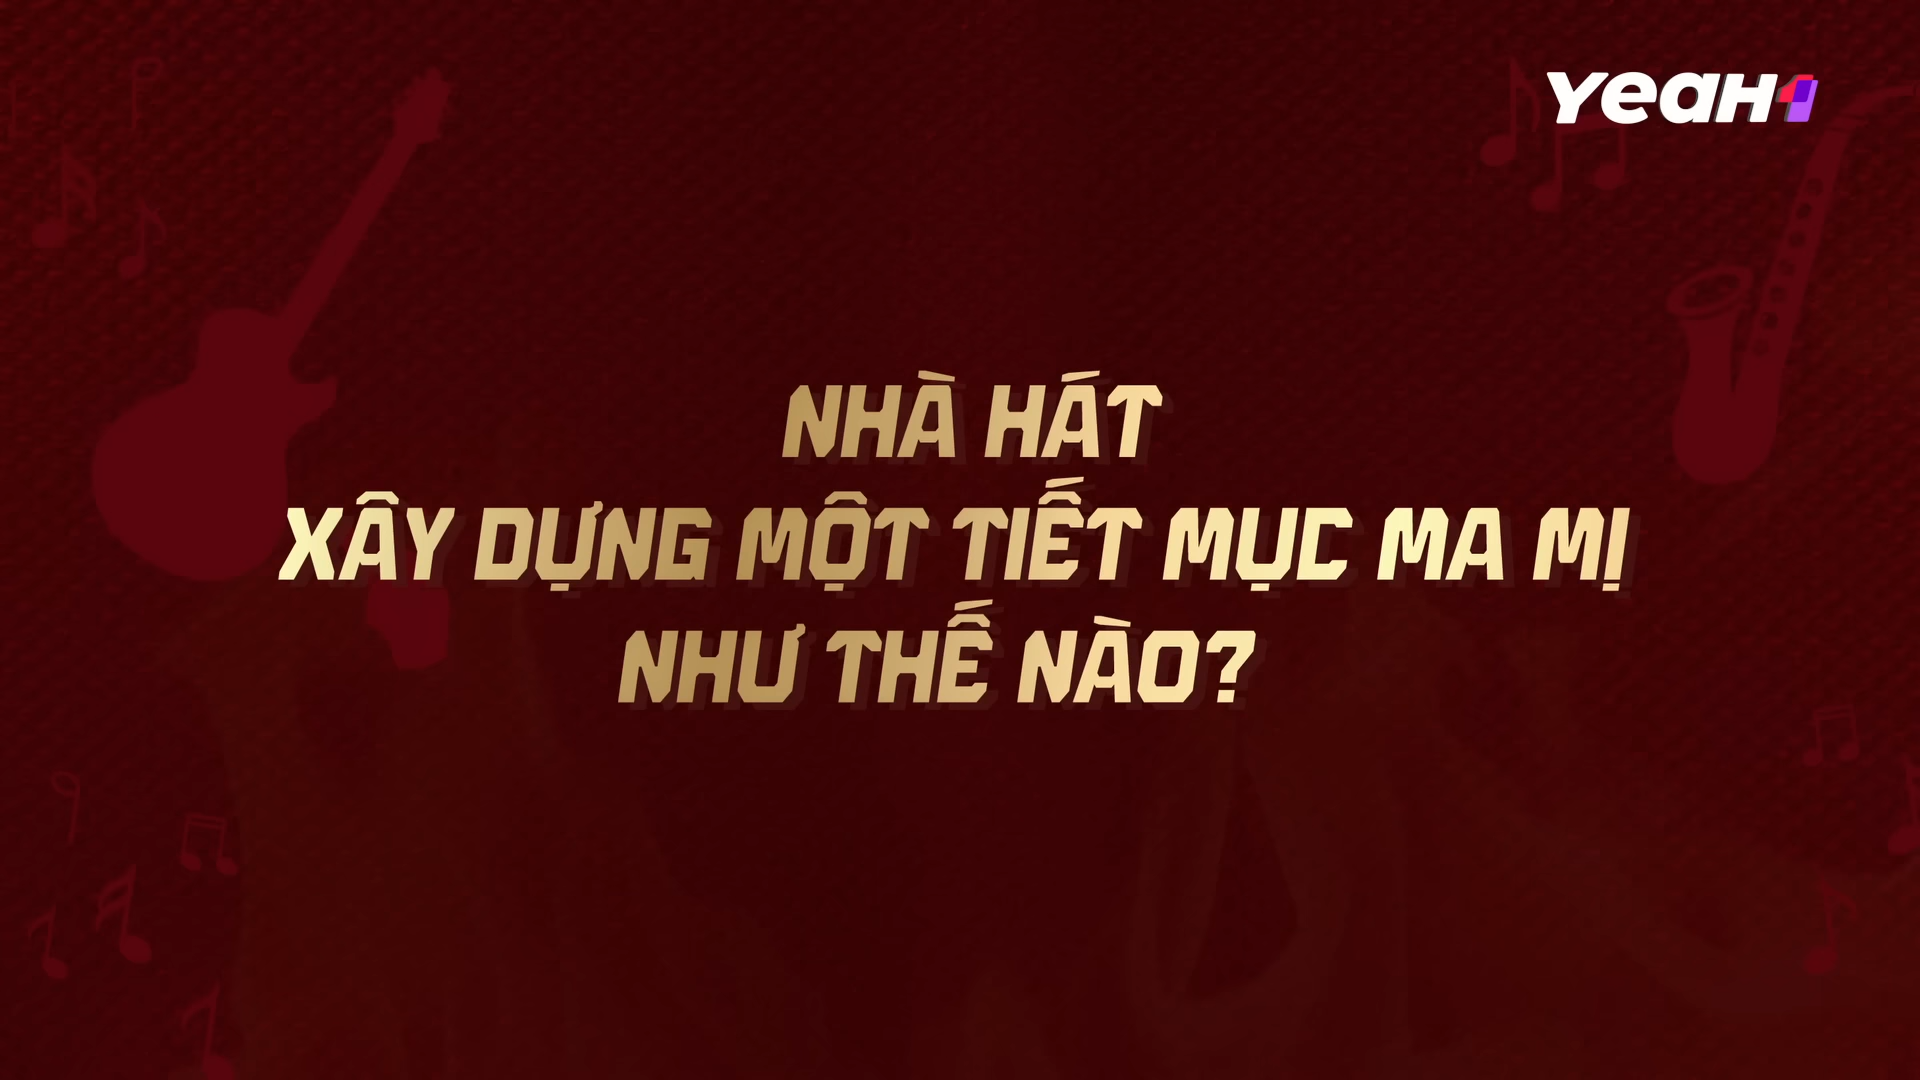 YEAH1
NHÀ HÁT
XÂY DỰNG MỘT TIẾT MỤC MA MỊ
NHƯ THẾ NÀO?